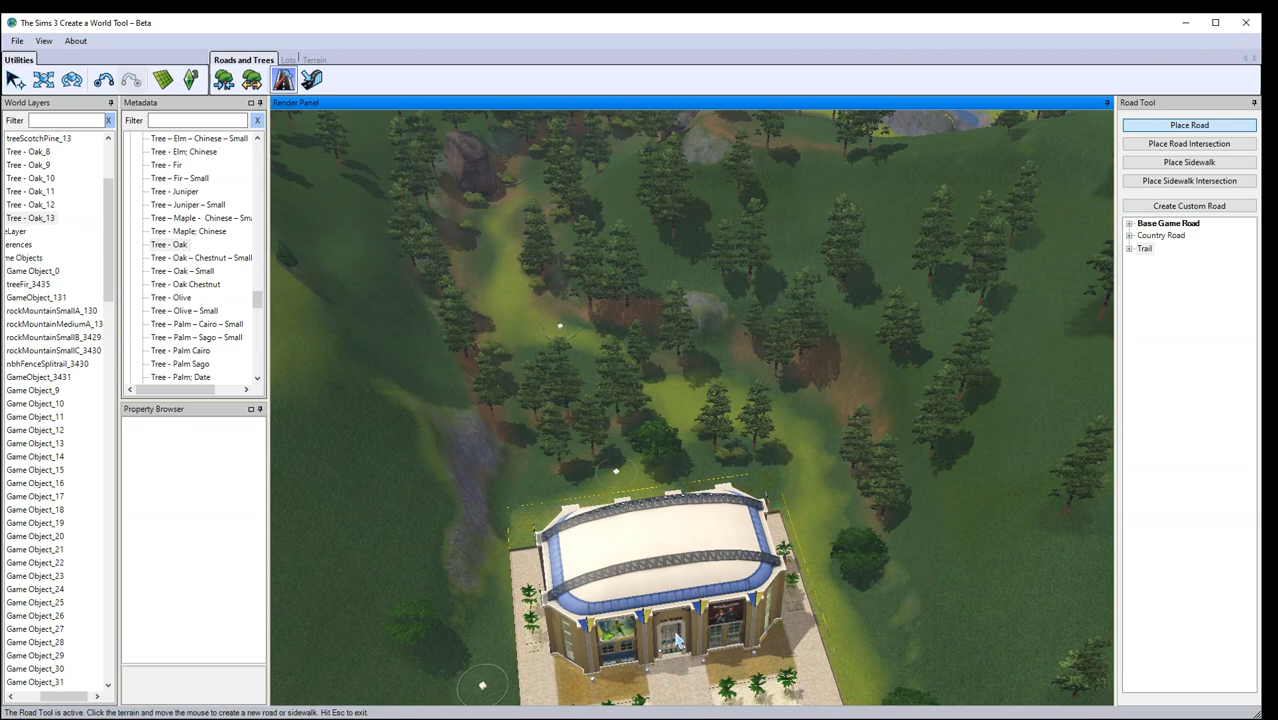 The Sims 3 Create a World Tool – Beta
File View About
Utilities
Roads and Trees Lots Terrain
World Layers
Filter X
treeScotchPine_13
Tree - Oak_8
Tree - Oak_9
Tree - Oak_10
Tree - Oak_11
Tree - Oak_12
Tree - Oak_13
eLayer
erences
me Objects
Game Object_0
treeFir_3435
GameObject_131
rockMountainSmallA_130
rockMountainMediumA_13
rockMountainSmallB_3429
rockMountainSmallC_3430
nbhFenceSplitrail_3430
GameObject_3431
Game Object_9
Game Object_10
Game Object_11
Game Object_12
Game Object_13
Game Object_14
Game Object_15
Game Object_16
Game Object_17
Game Object_18
Game Object_19
Game Object_20
Game Object_21
Game Object_22
Game Object_23
Game Object_24
Game Object_25
Game Object_26
Game Object_27
Game Object_28
Game Object_29
Game Object_30
Game Object_31
Metadata
Filter X
Tree – Elm – Chinese – Small
Tree - Elm; Chinese
Tree - Fir
Tree - Fir – Small
Tree - Juniper
Tree – Juniper – Small
Tree – Maple - Chinese – Sma
Tree - Maple; Chinese
Tree - Oak
Tree – Oak – Chestnut – Smal
Tree – Oak – Small
Tree - Oak Chestnut
Tree - Olive
Tree – Olive – Small
Tree – Palm – Cairo – Small
Tree – Palm – Sago – Small
Tree - Palm Cairo
Tree - Palm Sago
Tree - Palm; Date
Property Browser
Render Panel
Road Tool
Place Road
Place Road Intersection
Place Sidewalk
Place Sidewalk Intersection
Create Custom Road
Base Game Road
Country Road
Trail
The Road Tool is active. Click the terrain and move the mouse to create a new road or sidewalk. Hit Esc to exit.